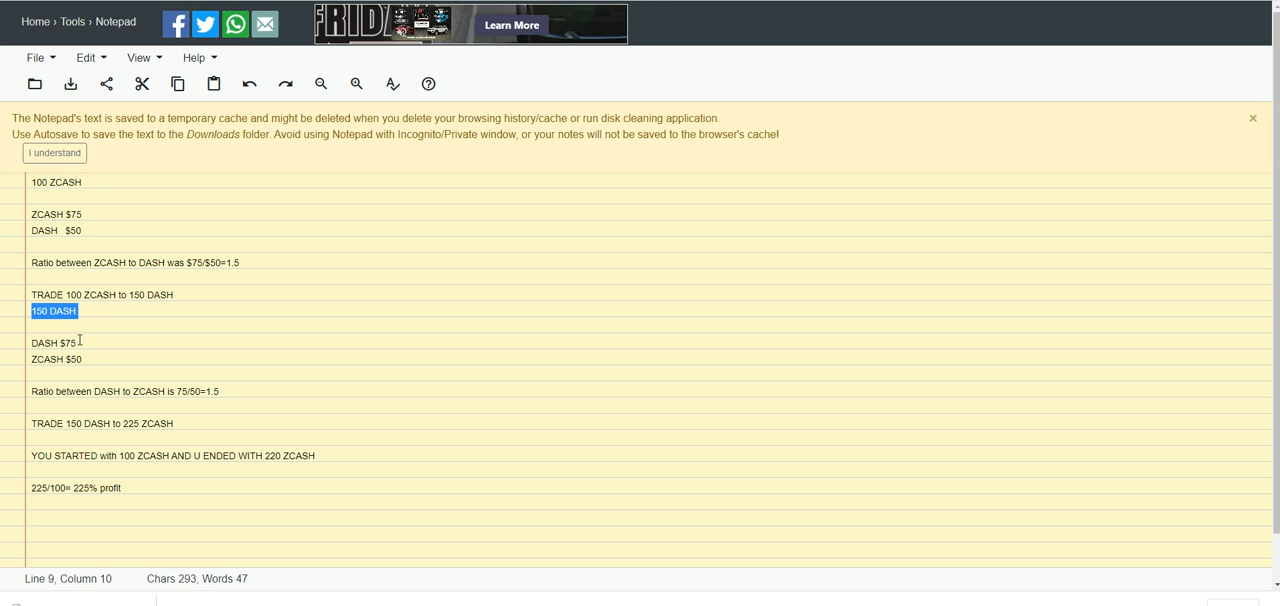 Home › Tools › Notepad
FRID
Learn More
File Edit View Help
The Notepad's text is saved to a temporary cache and might be deleted when you delete your browsing history/cache or run disk cleaning application.
Use Autosave to save the text to the Downloads folder. Avoid using Notepad with Incognito/Private window, or your notes will not be saved to the browser's cache!
I understand
100 ZCASH
ZCASH $75
DASH $50
Ratio between ZCASH to DASH was $75/$50=1.5
TRADE 100 ZCASH to 150 DASH
150 DASH
DASH $75
ZCASH $50
Ratio between DASH to ZCASH is 75/50=1.5
TRADE 150 DASH to 225 ZCASH
YOU STARTED with 100 ZCASH AND U ENDED WITH 220 ZCASH
225/100= 225% profit
Line 9, Column 10 Chars 293, Words 47